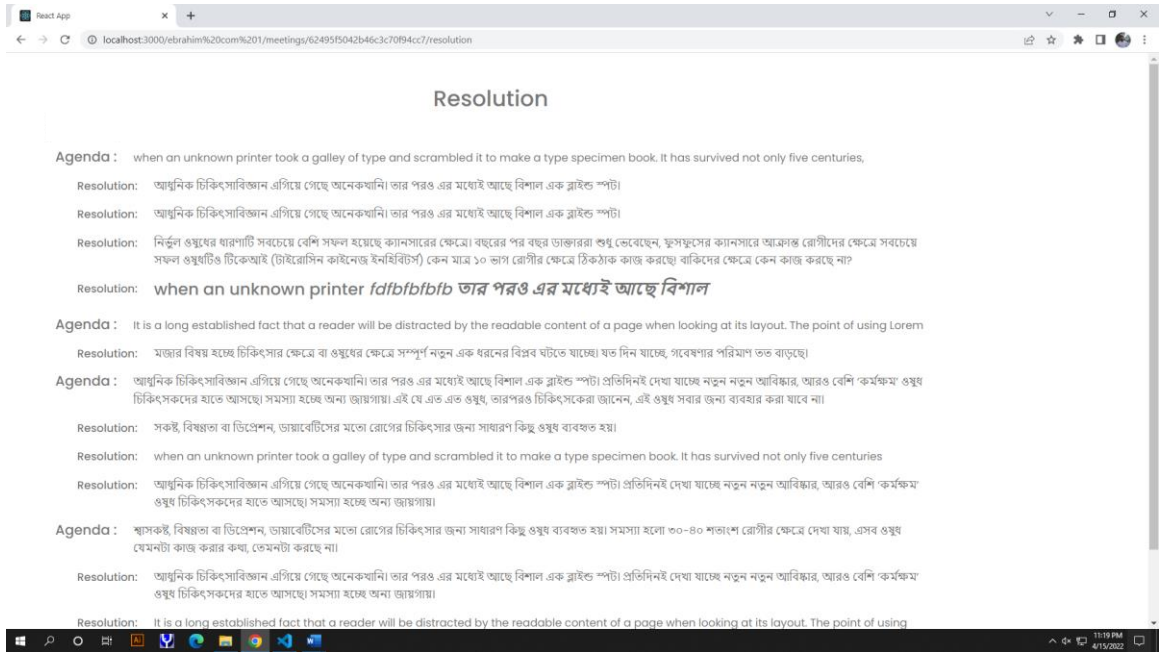 React App
localhost:3000/ebrahim%20com%201/meetings/62495f5042b46c3c70f94cc7/resolution
Resolution
Agenda : when an unknown printer took a galley of type and scrambled it to make a type specimen book. It has survived not only five centuries,
Resolution: আধুনিক চিকিৎসাবিজ্ঞান এগিয়ে গেছে অনেকখানি। তার পরও এর মধ্যেই আছে বিশাল এক ব্লাইন্ড স্পট।
Resolution: আধুনিক চিকিৎসাবিজ্ঞান এগিয়ে গেছে অনেকখানি। তার পরও এর মধ্যেই আছে বিশাল এক ব্লাইন্ড স্পট।
Resolution: নির্ভুল ওষুধের ধারণাটি সবচেয়ে বেশি সফল হয়েছে ক্যানসারের ক্ষেত্রে। বছরের পর বছর ডাক্তাররা শুধু ভেবেছেন, ফুসফুসের ক্যানসারে আক্রান্ত রোগীদের ক্ষেত্রে সবচেয়ে
সফল ওষুধটিও টিকেআই (টাইরোসিন কাইনেজ ইনহিবিটর্স) কেন মাত্র ১০ ভাগ রোগীর ক্ষেত্রে ঠিকঠাক কাজ করছে! বাকিদের ক্ষেত্রে কেন কাজ করছে না?
Resolution: when an unknown printer fdfbfbfbfb তার পরও এর মধ্যেই আছে বিশাল
Agenda : It is a long established fact that a reader will be distracted by the readable content of a page when looking at its layout. The point of using Lorem
Resolution: মজার বিষয় হচ্ছে চিকিৎসার ক্ষেত্রে বা ওষুধের ক্ষেত্রে সম্পূর্ণ নতুন এক ধরনের বিপ্লব ঘটতে যাচ্ছে। যত দিন যাচ্ছে, গবেষণার পরিমাণ তত বাড়ছে।
Agenda : আধুনিক চিকিৎসাবিজ্ঞান এগিয়ে গেছে অনেকখানি। তার পরও এর মধ্যেই আছে বিশাল এক ব্লাইন্ড স্পট। প্রতিদিনই দেখা যাচ্ছে নতুন নতুন আবিষ্কার, আরও বেশি ‘কর্মক্ষম’ ওষুধ
চিকিৎসকদের হাতে আসছে। সমস্যা হচ্ছে অন্য জায়গায়। এই যে এত এত ওষুধ, তারপরও চিকিৎসকেরা জানেন, এই ওষুধ সবার জন্য ব্যবহার করা যাবে না।
Resolution: সকষ্ট, বিষণ্নতা বা ডিপ্রেশন, ডায়াবেটিসের মতো রোগের চিকিৎসার জন্য সাধারণ কিছু ওষুধ ব্যবহৃত হয়।
Resolution: when an unknown printer took a galley of type and scrambled it to make a type specimen book. It has survived not only five centuries
Resolution: আধুনিক চিকিৎসাবিজ্ঞান এগিয়ে গেছে অনেকখানি। তার পরও এর মধ্যেই আছে বিশাল এক ব্লাইন্ড স্পট। প্রতিদিনই দেখা যাচ্ছে নতুন নতুন আবিষ্কার, আরও বেশি ‘কর্মক্ষম’
ওষুধ চিকিৎসকদের হাতে আসছে। সমস্যা হচ্ছে অন্য জায়গায়।
Agenda : শ্বাসকষ্ট, বিষণ্নতা বা ডিপ্রেশন, ডায়াবেটিসের মতো রোগের চিকিৎসার জন্য সাধারণ কিছু ওষুধ ব্যবহৃত হয়। সমস্যা হলো ৩০-৪০ শতাংশ রোগীর ক্ষেত্রে দেখা যায়, এসব ওষুধ
যেমনটা কাজ করার কথা, তেমনটা করছে না।
Resolution: আধুনিক চিকিৎসাবিজ্ঞান এগিয়ে গেছে অনেকখানি। তার পরও এর মধ্যেই আছে বিশাল এক ব্লাইন্ড স্পট। প্রতিদিনই দেখা যাচ্ছে নতুন নতুন আবিষ্কার, আরও বেশি ‘কর্মক্ষম’
ওষুধ চিকিৎসকদের হাতে আসছে। সমস্যা হচ্ছে অন্য জায়গায়।
Resolution: It is a long established fact that a reader will be distracted by the readable content of a page when looking at its layout. The point of using
Ai
11:19 PM
4/15/2022